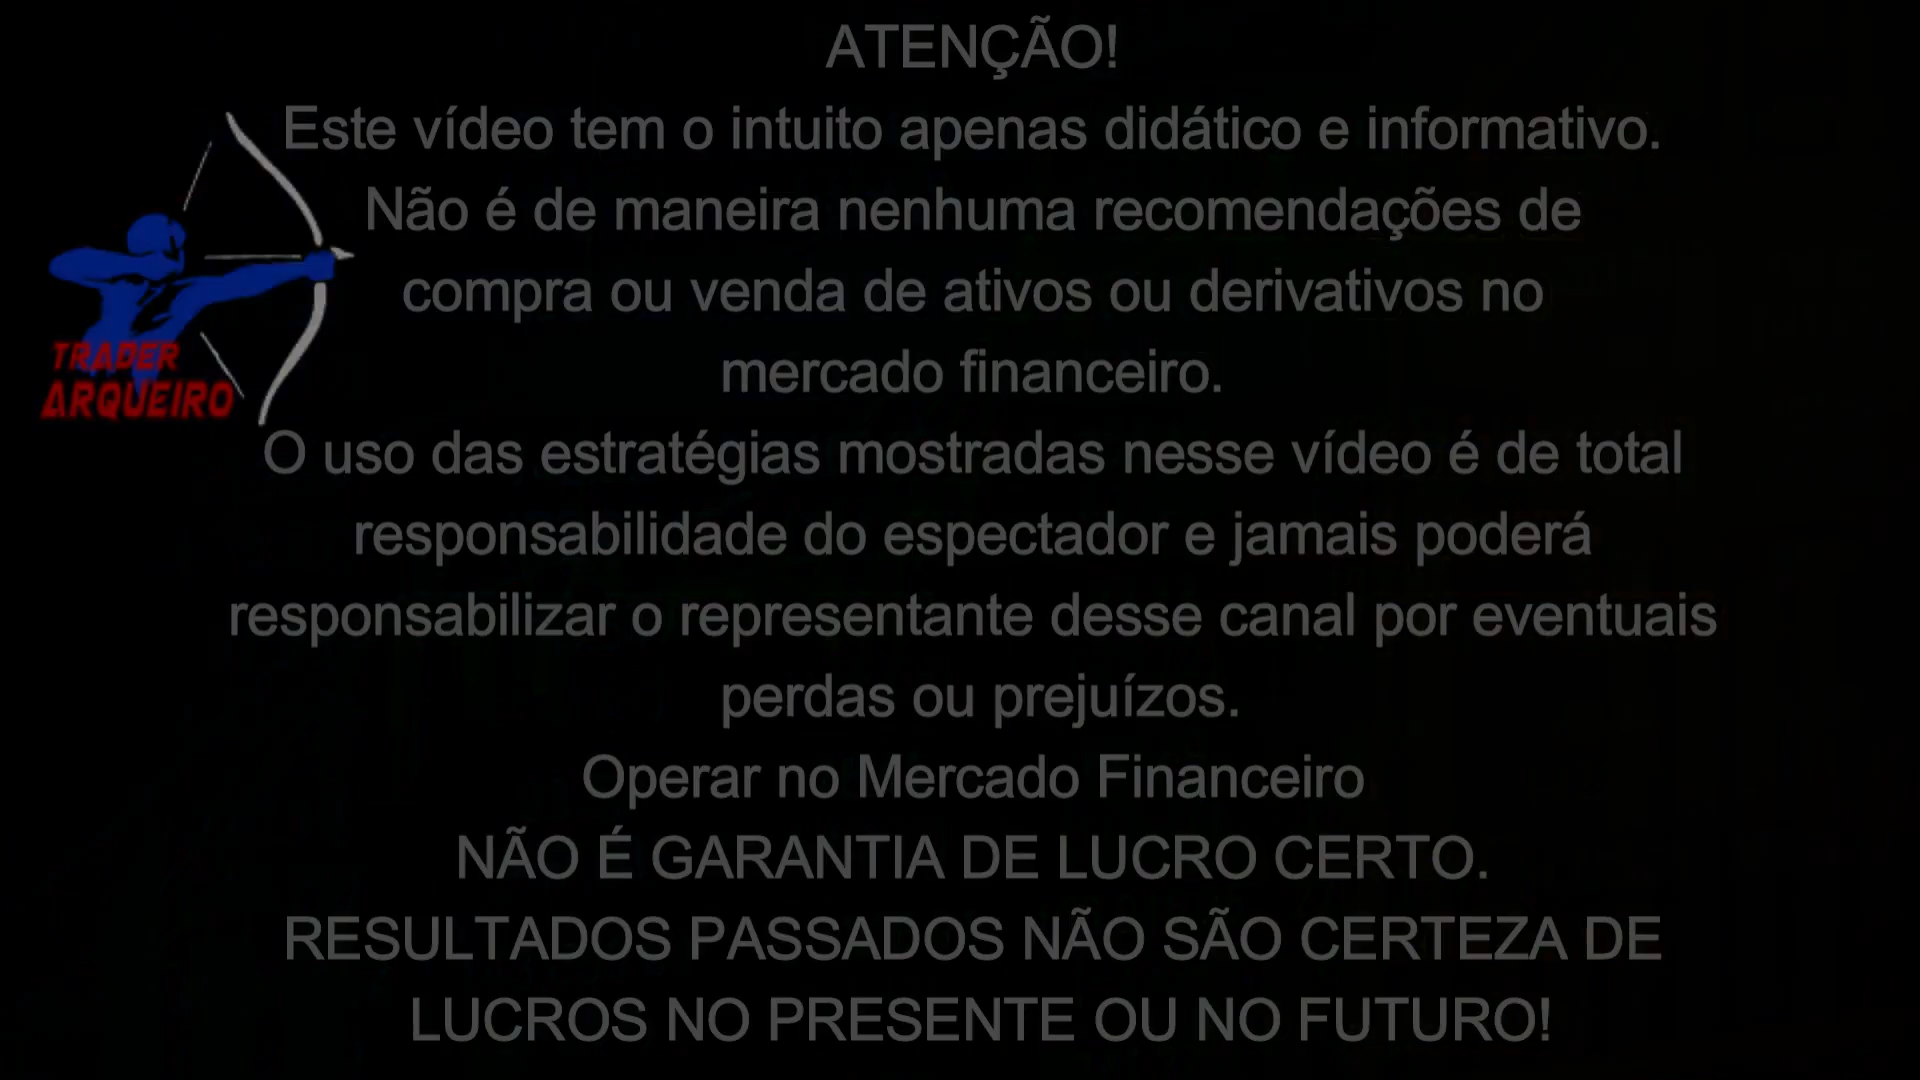 ATENÇÃO!
Este vídeo tem o intuito apenas didático e informativo.
Não é de maneira nenhuma recomendações de
compra ou venda de ativos ou derivativos no
mercado financeiro.
TRADER
ARQUEIRO
O uso das estratégias mostradas nesse vídeo é de total
responsabilidade do espectador e jamais poderá
responsabilizar o representante desse canal por eventuais
perdas ou prejuízos.
Operar no Mercado Financeiro
NÃO É GARANTIA DE LUCRO CERTO.
RESULTADOS PASSADOS NÃO SÃO CERTEZA DE
LUCROS NO PRESENTE OU NO FUTURO!